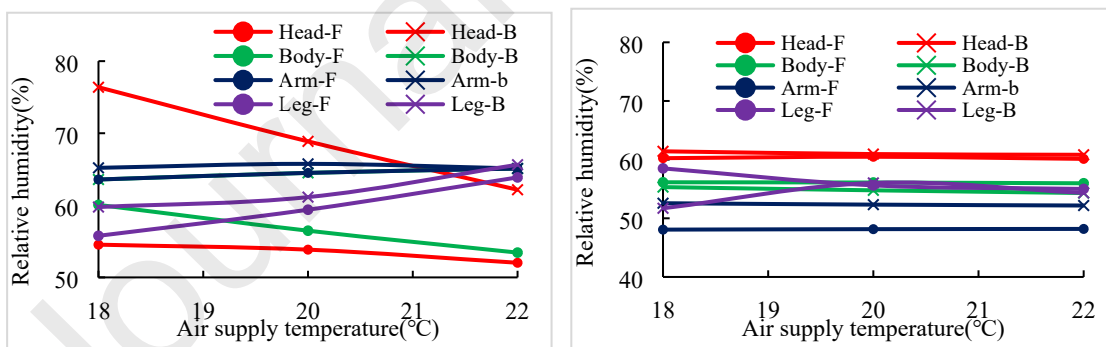 Head-F Head-B
Body-F Body-B
Arm-F Arm-b
Leg-F Leg-B
Relative humidity(%)
80
70
60
50
18 19 20 21 22
Air supply temperature(℃)
Head-F Head-B
Body-F Body-B
Arm-F Arm-b
Leg-F Leg-B
Relative humidity(%)
80
70
60
50
40
18 19 20 21 22
Air supply temperature(℃)
Journal